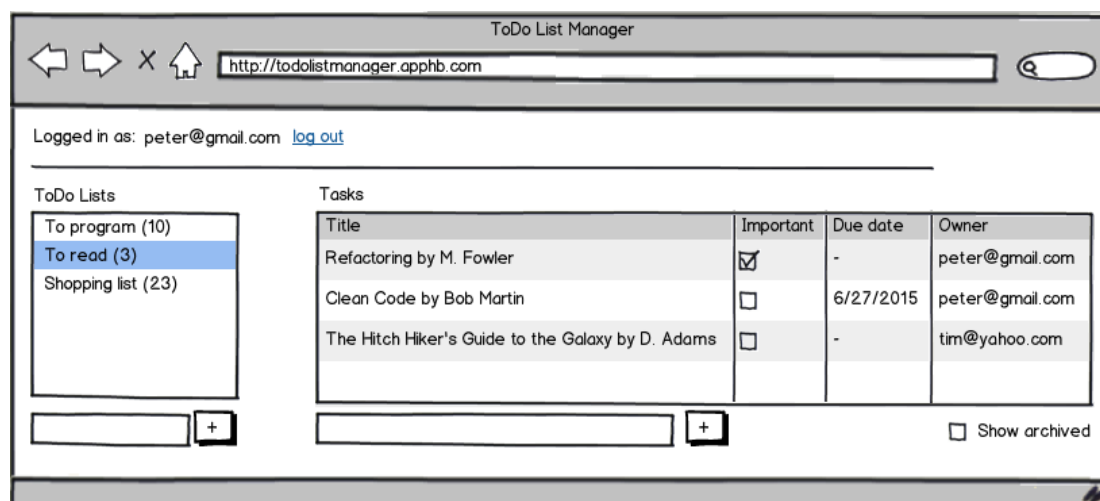 ToDo List Manager
http://todolistmanager.apphb.com
Logged in as: peter@gmail.com log out
ToDo Lists
To program (10)
To read (3)
Shopping list (23)
+
Tasks
Title Important Due date Owner
Refactoring by M. Fowler - peter@gmail.com
Clean Code by Bob Martin 6/27/2015 peter@gmail.com
The Hitch Hiker's Guide to the Galaxy by D. Adams - tim@yahoo.com
+
Show archived